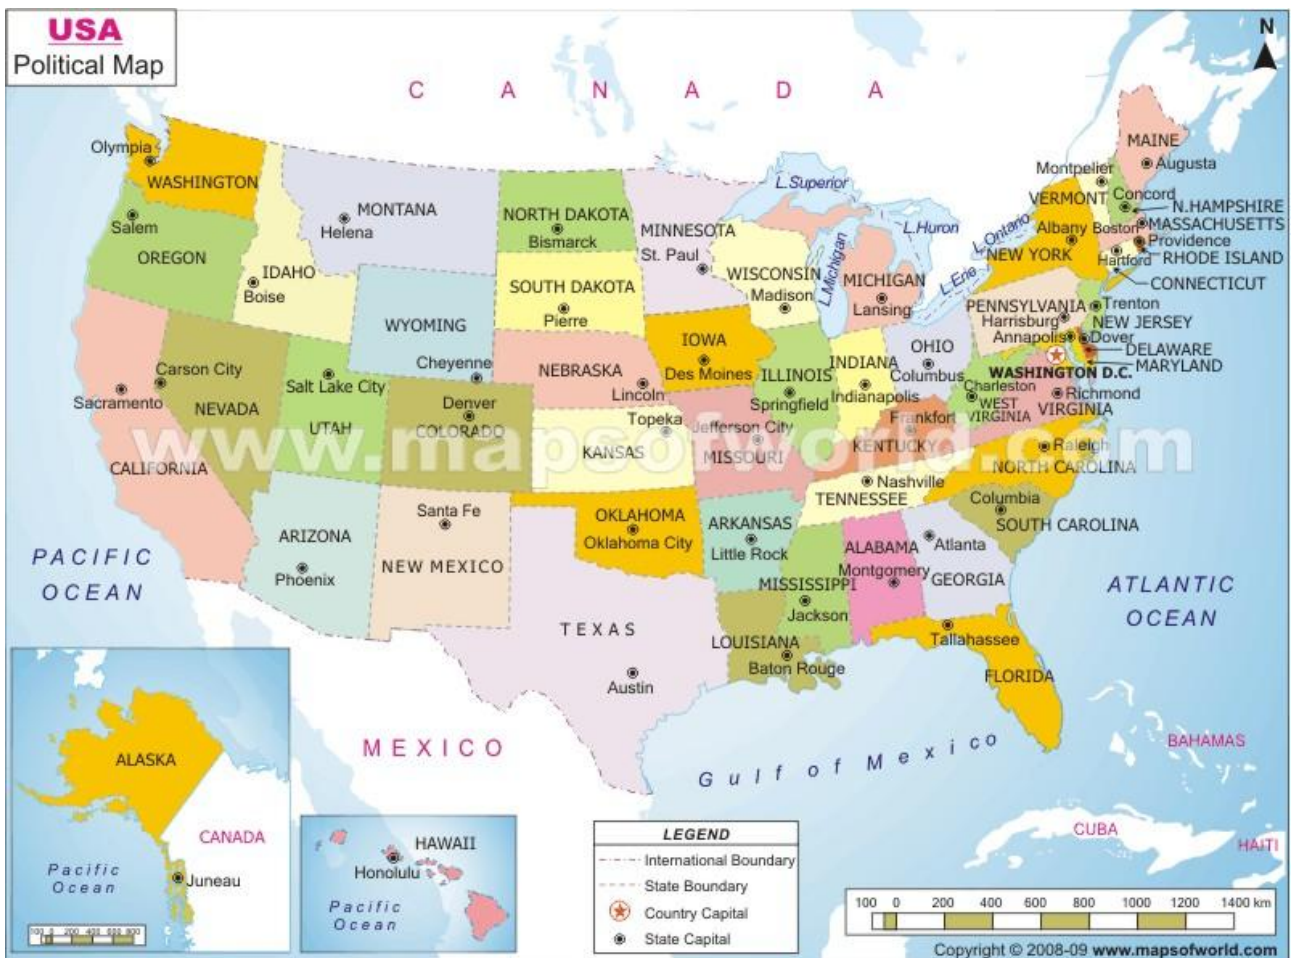 USA
Political Map
N
C A N A D A
Olympia
WASHINGTON
Salem
OREGON
MONTANA
Helena
IDAHO
Boise
NORTH DAKOTA
Bismarck
MINNESOTA
St. Paul
L.Superior
L.Huron
L.Michigan
L.Ontario
L.Erie
MAINE
Augusta
Montpelier
VERMONT
Concord
N.HAMPSHIRE
Albany
Boston
MASSACHUSETTS
Providence
NEW YORK
Hartford
RHODE ISLAND
CONNECTICUT
WISCONSIN
Madison
MICHIGAN
Lansing
SOUTH DAKOTA
Pierre
WYOMING
Cheyenne
PENNSYLVANIA
Harrisburg
Trenton
NEW JERSEY
Annapolis
Dover
DELAWARE
MARYLAND
WASHINGTON D.C.
IOWA
Des Moines
OHIO
Columbus
INDIANA
Indianapolis
ILLINOIS
Springfield
NEBRASKA
Lincoln
Carson City
Sacramento
NEVADA
Salt Lake City
UTAH
Denver
COLORADO
Topeka
KANSAS
Jefferson City
MISSOURI
Frankfort
KENTUCKY
Charleston
WEST
VIRGINIA
Richmond
VIRGINIA
www.mapsofworld.com
CALIFORNIA
Raleigh
NORTH CAROLINA
Nashville
TENNESSEE
Columbia
SOUTH CAROLINA
ARIZONA
Phoenix
Santa Fe
NEW MEXICO
OKLAHOMA
Oklahoma City
ARKANSAS
Little Rock
ALABAMA
Montgomery
Atlanta
GEORGIA
MISSISSIPPI
Jackson
PACIFIC
OCEAN
ATLANTIC
OCEAN
TEXAS
Austin
LOUISIANA
Baton Rouge
Tallahassee
FLORIDA
MEXICO
Gulf of Mexico
BAHAMAS
CUBA
HAITI
ALASKA
CANADA
Pacific
Ocean
Juneau
100 0 200 400 600 800
HAWAII
Honolulu
Pacific
Ocean
LEGEND
International Boundary
State Boundary
Country Capital
State Capital
100 0 200 400 600 800 1000 1200 1400 km
Copyright © 2008-09 www.mapsofworld.com